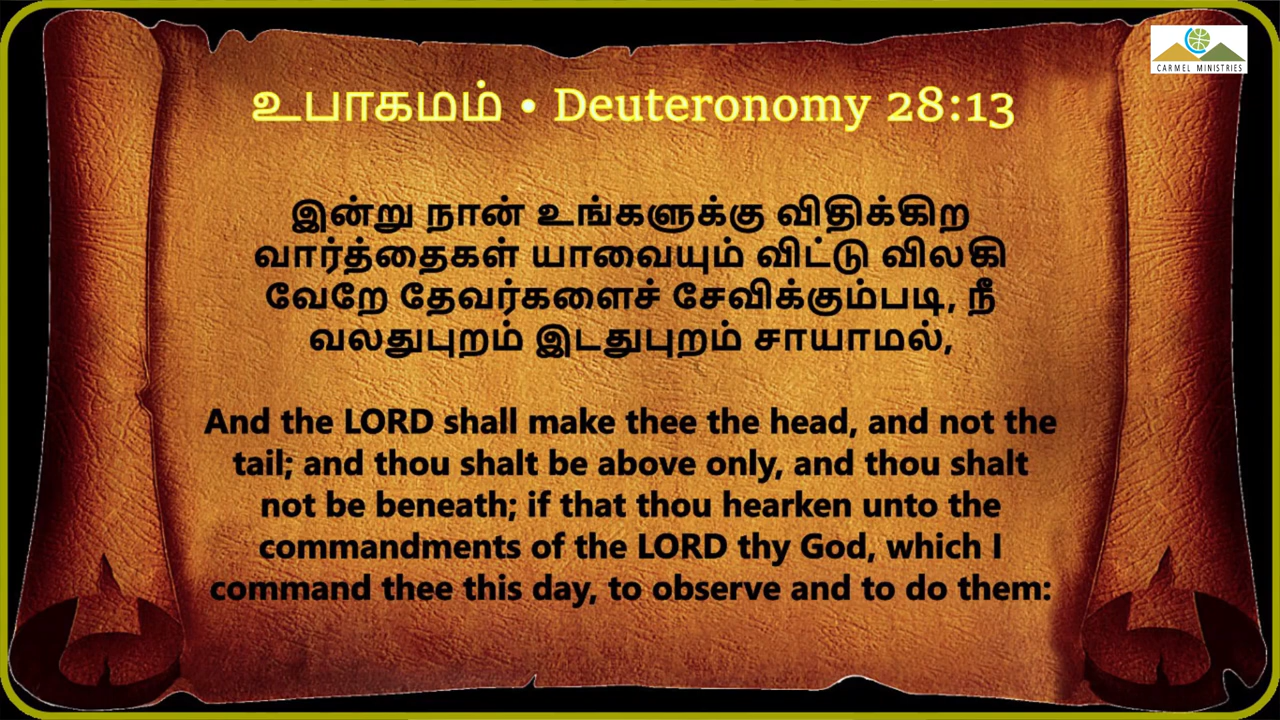 CARMEL MINISTRIES
உபாகமம் • Deuteronomy 28:13
இன்று நான் உங்களுக்கு விதிக்கிற
வார்த்தைகள் யாவையும் விட்டு விலகி
வேறே தேவர்களைச் சேவிக்கும்படி, நீ
வலதுபுறம் இடதுபுறம் சாயாமல்,
And the LORD shall make thee the head, and not the
tail; and thou shalt be above only, and thou shalt
not be beneath; if that thou hearken unto the
commandments of the LORD thy God, which I
command thee this day, to observe and to do them: